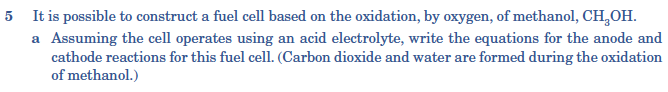 5 It is possible to construct a fuel cell based on the oxidation, by oxygen, of methanol, CH₃OH.
a Assuming the cell operates using an acid electrolyte, write the equations for the anode and
cathode reactions for this fuel cell. (Carbon dioxide and water are formed during the oxidation
of methanol.)